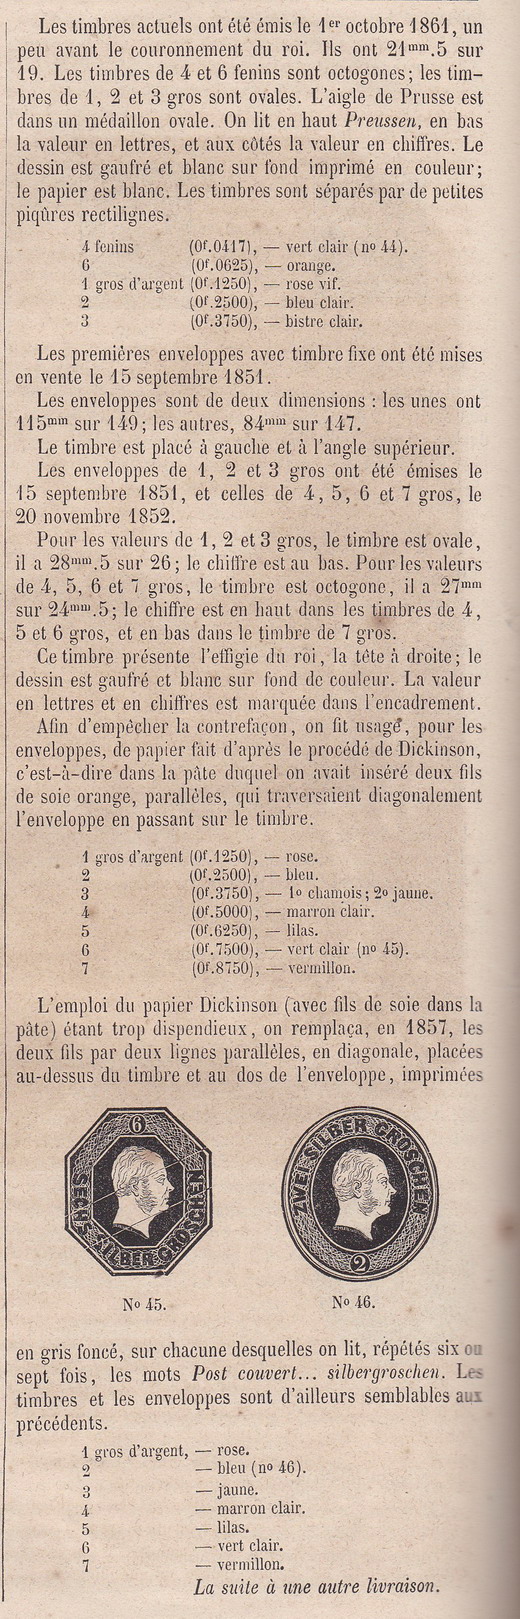 Les timbres actuels ont été émis le 1er octobre 1861, un
peu avant le couronnement du roi. Ils ont 21mm.5 sur
19. Les timbres de 4 et 6 fenins sont octogones; les tim-
bres de 1, 2 et 3 gros sont ovales. L'aigle de Prusse est
dans un médaillon ovale. On lit en haut Preussen, en bas
la valeur en lettres, et aux côtés la valeur en chiffres. Le
dessin est gaufré et blanc sur fond imprimé en couleur;
le papier est blanc. Les timbres sont séparés par de petites
piqûres rectilignes.
4 fenins (0f.0417), — vert clair (no 44).
6 (0f.0625), — orange.
1 gros d'argent (0f.1250), — rose vif.
2 (0f.2500), — bleu clair.
3 (0f.3750), — bistre clair.
Les premières enveloppes avec timbre fixe ont été mises
en vente le 15 septembre 1851.
Les enveloppes sont de deux dimensions : les unes ont
115mm sur 149; les autres, 84mm sur 147.
Le timbre est placé à gauche et à l'angle supérieur.
Les enveloppes de 1, 2 et 3 gros ont été émises le
15 septembre 1851, et celles de 4, 5, 6 et 7 gros, le
20 novembre 1852.
Pour les valeurs de 1, 2 et 3 gros, le timbre est ovale,
il a 28mm.5 sur 26; le chiffre est au bas. Pour les valeurs
de 4, 5, 6 et 7 gros, le timbre est octogone, il a 27mm
sur 24mm.5; le chiffre est en haut dans les timbres de 4,
5 et 6 gros, et en bas dans le timbre de 7 gros.
Ce timbre présente l'effigie du roi, la tête à droite; le
dessin est gaufré et blanc sur fond de couleur. La valeur
en lettres et en chiffres est marquée dans l'encadrement.
Afin d'empêcher la contrefaçon, on fit usage, pour les
enveloppes, de papier fait d'après le procédé de Dickinson,
c'est-à-dire dans la pâte duquel on avait inséré deux fils
de soie orange, parallèles, qui traversaient diagonalement
l'enveloppe en passant sur le timbre.
1 gros d'argent (0f.1250), — rose.
2 (0f.2500), — bleu.
3 (0f.3750), — 1o chamois; 2o jaune.
4 (0f.5000), — marron clair.
5 (0f.6250), — lilas.
6 (0f.7500), — vert clair (no 45).
7 (0f.8750), — vermillon.
L'emploi du papier Dickinson (avec fils de soie dans la
pâte) étant trop dispendieux, on remplaça, en 1857, les
deux fils par deux lignes parallèles, en diagonale, placées
au-dessus du timbre et au dos de l'enveloppe, imprimées
6
SECHS SILBER GROSCHEN
ZWEI SILBER GROSCHEN
2
No 45.
No 46.
en gris foncé, sur chacune desquelles on lit, répétés six ou
sept fois, les mots Post couvert... silbergroschen. Les
timbres et les enveloppes sont d'ailleurs semblables aux
précédents.
1 gros d'argent, — rose.
2 — bleu (no 46).
3 — jaune.
4 — marron clair.
5 — lilas.
6 — vert clair.
7 — vermillon.
La suite à une autre livraison.